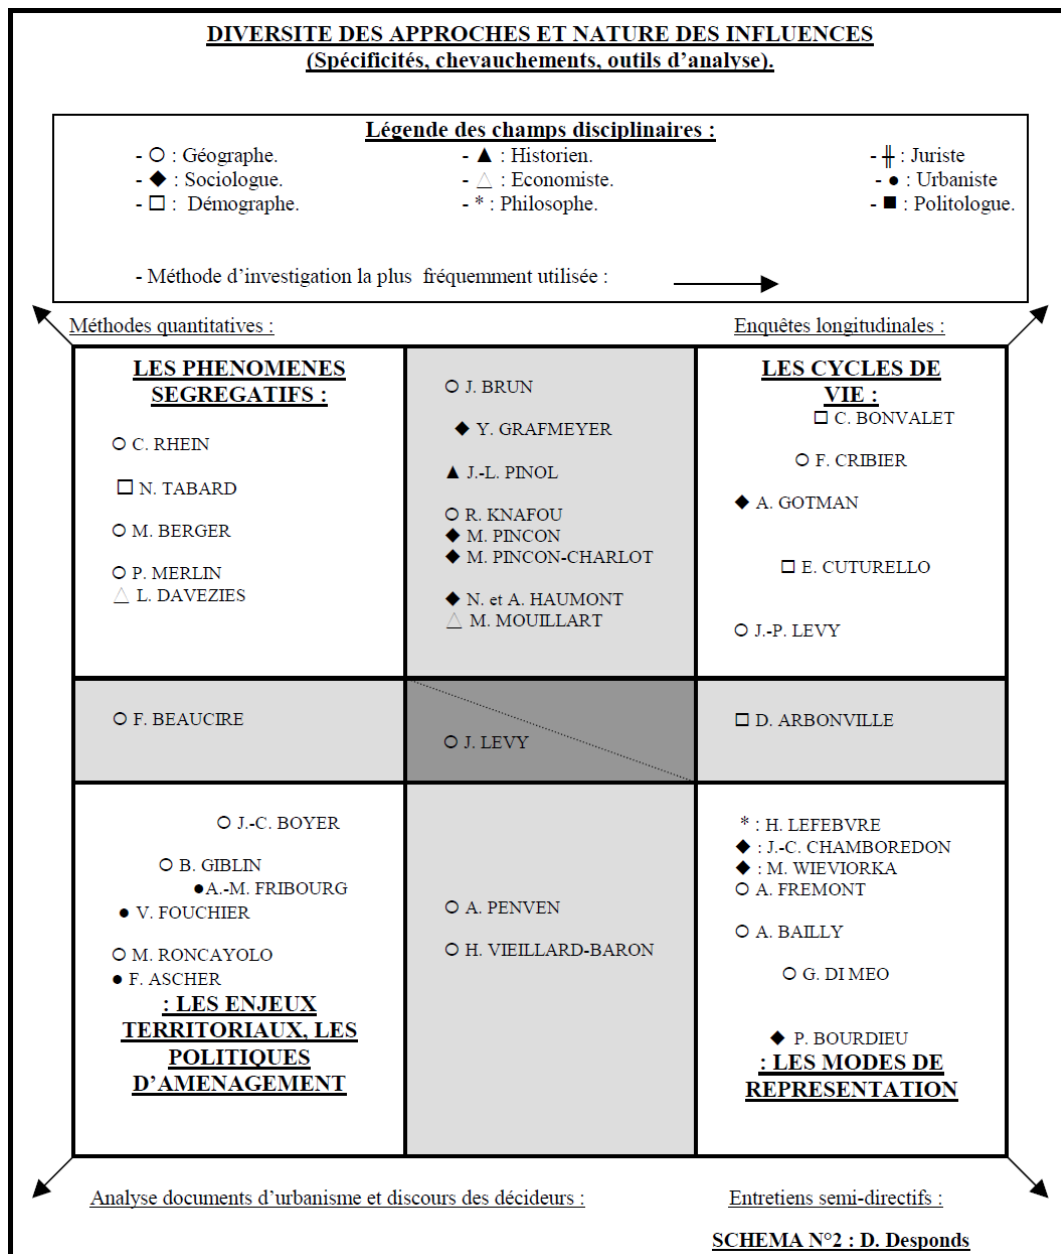 DIVERSITE DES APPROCHES ET NATURE DES INFLUENCES
(Spécificités, chevauchements, outils d'analyse).
Légende des champs disciplinaires :
- ○ : Géographe.
- ▲ : Historien.
- ╫ : Juriste
- ◆ : Sociologue.
- △ : Economiste.
- ● : Urbaniste
- □ : Démographe.
- * : Philosophe.
- ■ : Politologue.
- Méthode d'investigation la plus fréquemment utilisée :
Méthodes quantitatives :
Enquêtes longitudinales :
LES PHENOMENES
SEGREGATIFS :
○ C. RHEIN
□ N. TABARD
○ M. BERGER
○ P. MERLIN
△ L. DAVEZIES
○ J. BRUN
◆ Y. GRAFMEYER
▲ J.-L. PINOL
○ R. KNAFOU
◆ M. PINCON
◆ M. PINCON-CHARLOT
◆ N. et A. HAUMONT
△ M. MOUILLART
LES CYCLES DE
VIE :
□ C. BONVALET
○ F. CRIBIER
◆ A. GOTMAN
□ E. CUTURELLO
○ J.-P. LEVY
○ F. BEAUCIRE
○ J. LEVY
□ D. ARBONVILLE
○ J.-C. BOYER
○ B. GIBLIN
●A.-M. FRIBOURG
● V. FOUCHIER
○ M. RONCAYOLO
● F. ASCHER
: LES ENJEUX
TERRITORIAUX, LES
POLITIQUES
D'AMENAGEMENT
○ A. PENVEN
○ H. VIEILLARD-BARON
* : H. LEFEBVRE
◆ : J.-C. CHAMBOREDON
◆ : M. WIEVIORKA
○ A. FREMONT
○ A. BAILLY
○ G. DI MEO
◆ P. BOURDIEU
: LES MODES DE
REPRESENTATION
Analyse documents d'urbanisme et discours des décideurs :
Entretiens semi-directifs :
SCHEMA N°2 : D. Desponds